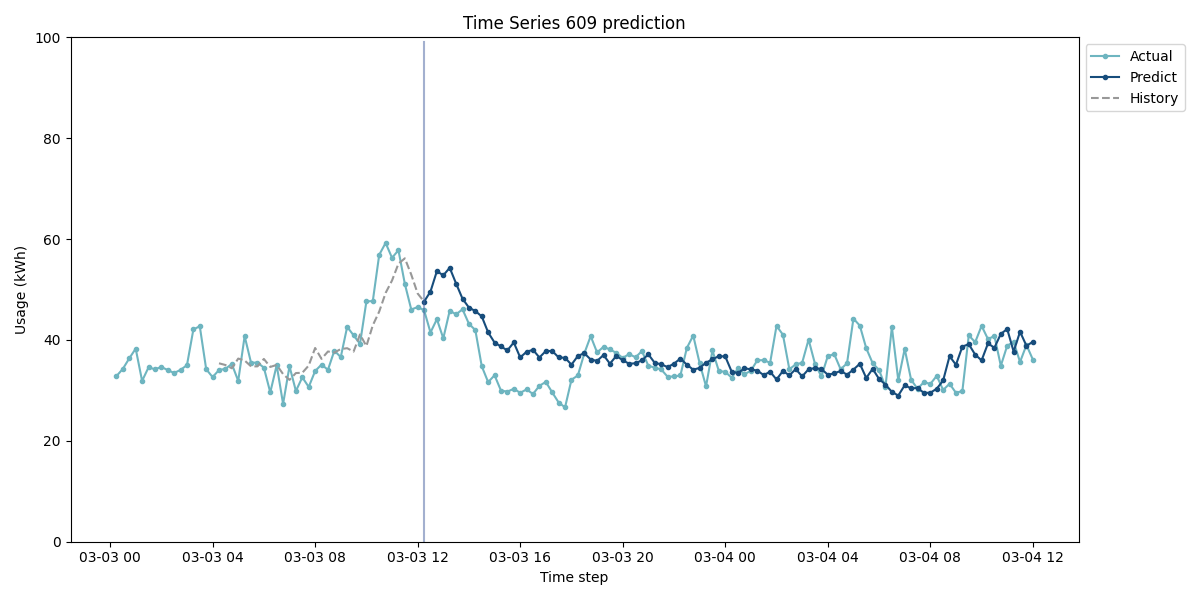 Time Series 609 prediction
Usage (kWh)
100
80
60
40
20
0
03-03 00
03-03 04
03-03 08
03-03 12
03-03 16
03-03 20
03-04 00
03-04 04
03-04 08
03-04 12
Time step
Actual
Predict
History